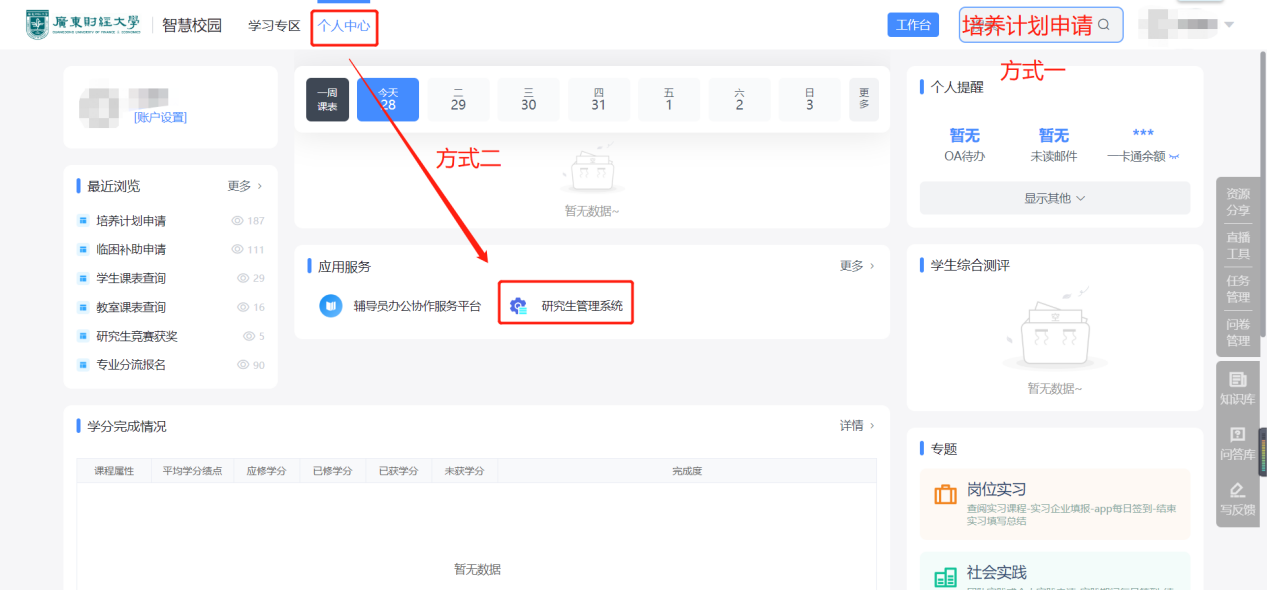 廣東財經大學
GUANGDONG UNIVERSITY OF FINANCE & ECONOMICS
智慧校园
学习专区
个人中心
工作台
培养计划申请
方式一
[账户设置]
一周
课表
今天
28
二
29
三
30
四
31
五
1
六
2
日
3
更
多
方式二
暂无数据~
个人提醒
暂无
OA待办
暂无
未读邮件
***
一卡通余额
显示其他
最近浏览
更多
培养计划申请
187
临困补助申请
111
学生课表查询
29
教室课表查询
16
研究生竞赛获奖
5
专业分流报名
90
应用服务
更多
辅导员办公协作服务平台
研究生管理系统
学生综合测评
空
暂无数据~
学分完成情况
详情
课程属性
平均学分绩点
应修学分
已修学分
已获学分
未获学分
完成度
暂无数据
专题
岗位实习
查阅实习课程-实习企业填报-app每日签到-结束
实习填写总结
社会实践
资源
分享
直播
工具
任务
管理
问卷
管理
知识库
问答库
写反馈